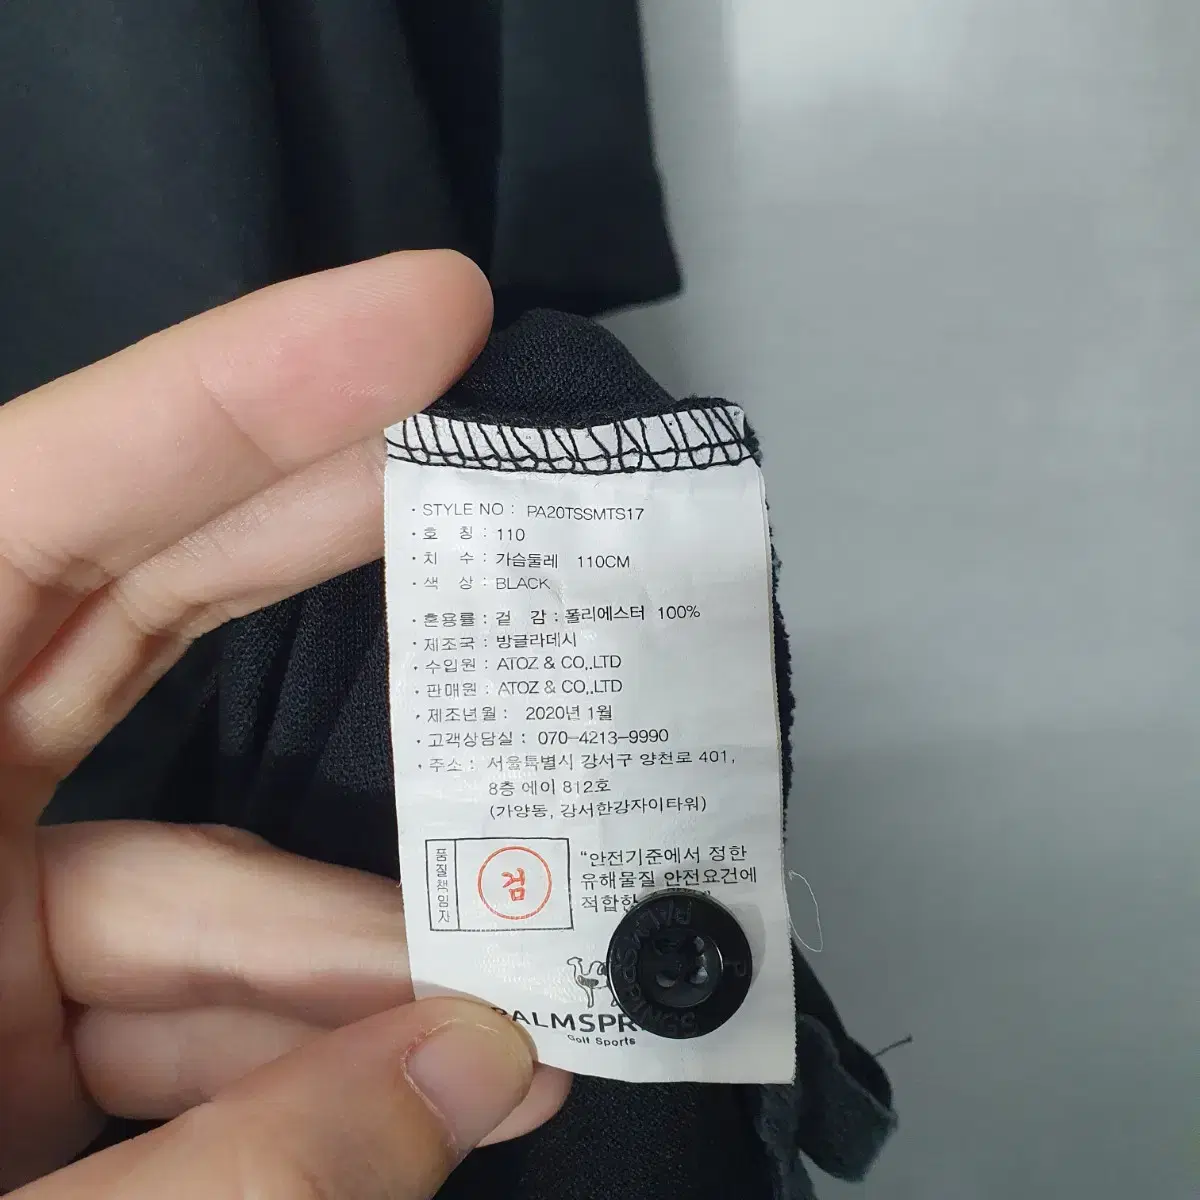 · STYLE NO : PA20TSSMTS17
· 호 칭 : 110
· 치 수 : 가슴둘레 110CM
· 색 상 : BLACK
· 혼용률 : 겉 감 : 폴리에스터 100%
· 제조국 : 방글라데시
· 수입원 : ATOZ & CO.,LTD
· 판매원 : ATOZ & CO.,LTD
· 제조년월 : 2020년 1월
· 고객상담실 : 070-4213-9990
· 주소 : 서울특별시 강서구 양천로 401,
8층 에이 812호
(가양동, 강서한강자이타워)
품질책임자
검
"안전기준에서 정한
유해물질 안전요건에
적합한
Golf Sports